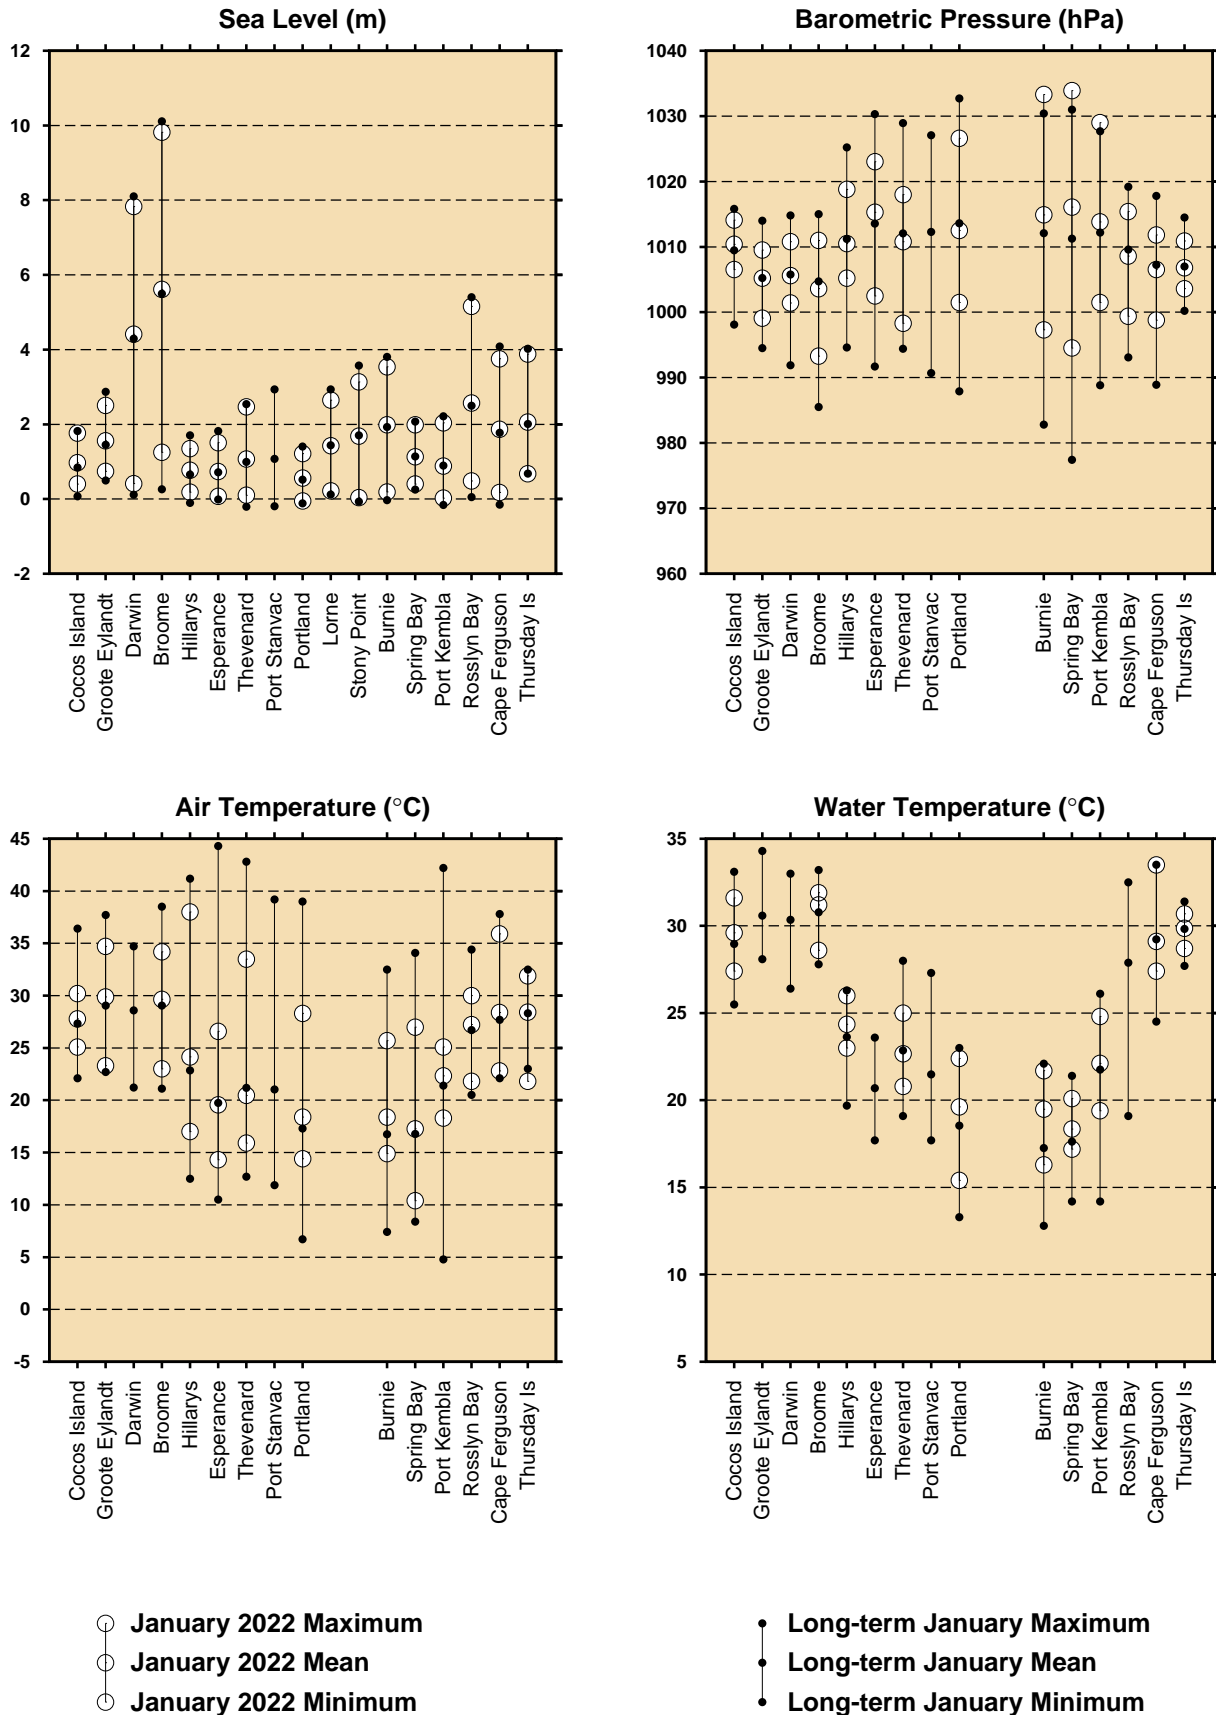 Sea Level (m)
12
10
8
6
4
2
0
-2
Cocos Island
Groote Eylandt
Darwin
Broome
Hillarys
Esperance
Thevenard
Port Stanvac
Portland
Lorne
Stony Point
Burnie
Spring Bay
Port Kembla
Rosslyn Bay
Cape Ferguson
Thursday Is
Barometric Pressure (hPa)
1040
1030
1020
1010
1000
990
980
970
960
Cocos Island
Groote Eylandt
Darwin
Broome
Hillarys
Esperance
Thevenard
Port Stanvac
Portland
Burnie
Spring Bay
Port Kembla
Rosslyn Bay
Cape Ferguson
Thursday Is
Air Temperature (°C)
45
40
35
30
25
20
15
10
5
0
-5
Cocos Island
Groote Eylandt
Darwin
Broome
Hillarys
Esperance
Thevenard
Port Stanvac
Portland
Burnie
Spring Bay
Port Kembla
Rosslyn Bay
Cape Ferguson
Thursday Is
Water Temperature (°C)
35
30
25
20
15
10
5
Cocos Island
Groote Eylandt
Darwin
Broome
Hillarys
Esperance
Thevenard
Port Stanvac
Portland
Burnie
Spring Bay
Port Kembla
Rosslyn Bay
Cape Ferguson
Thursday Is
January 2022 Maximum
January 2022 Mean
January 2022 Minimum
Long-term January Maximum
Long-term January Mean
Long-term January Minimum